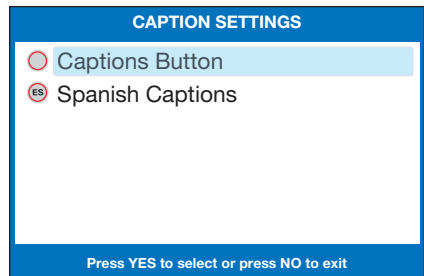 CAPTION SETTINGS
Captions Button
ES Spanish Captions
Press YES to select or press NO to exit